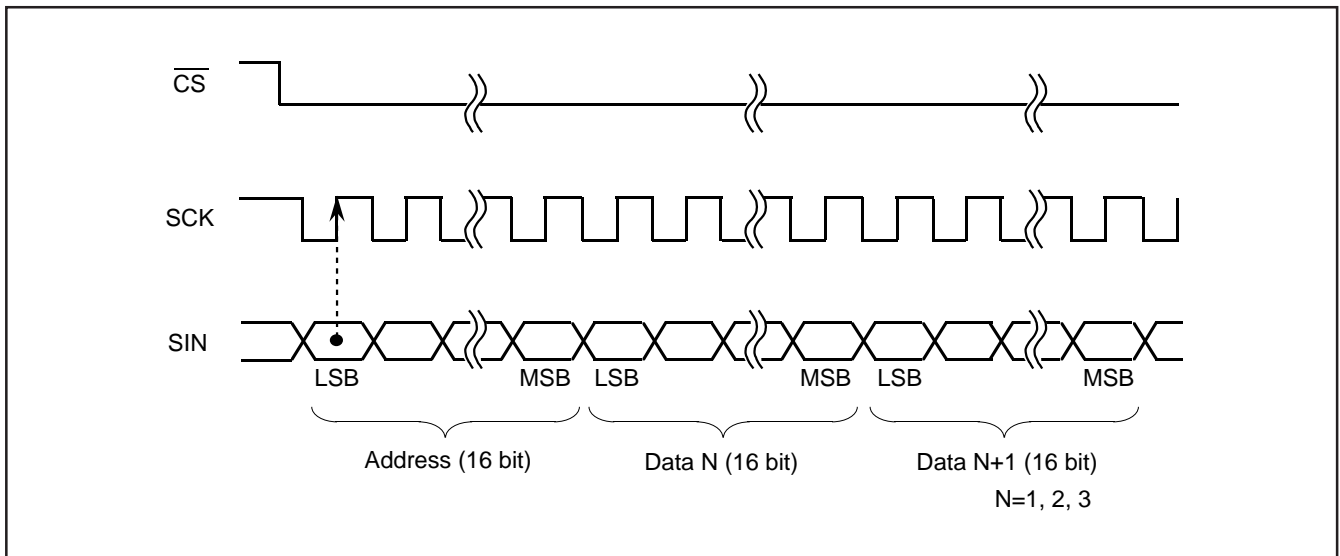 CS
SCK
SIN
LSB MSB LSB MSB LSB MSB
Address (16 bit) Data N (16 bit) Data N+1 (16 bit)
N=1, 2, 3